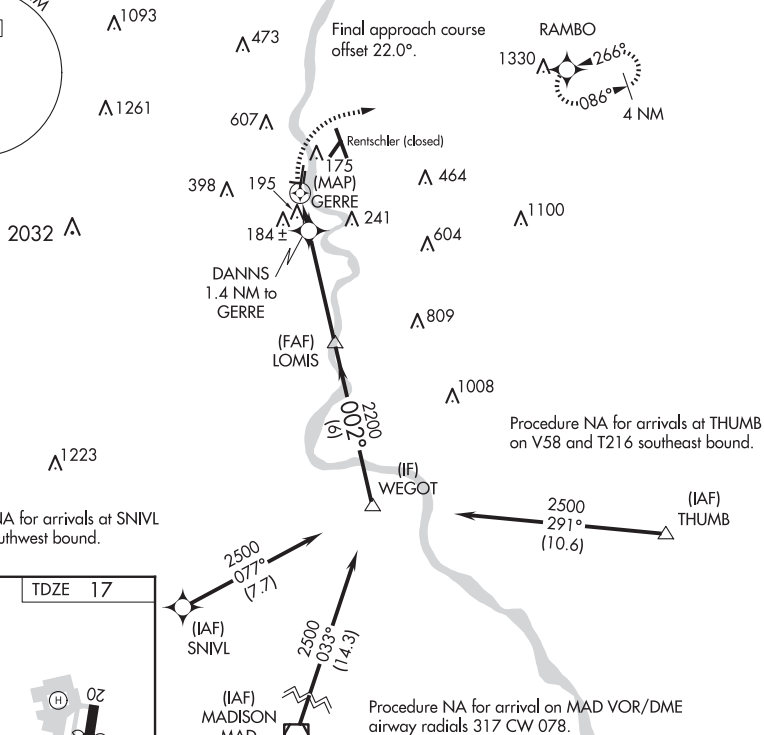 1093
473
Final approach course
offset 22.0°.
RAMBO
1330
266°
086°
4 NM
1261
607
Rentschler (closed)
175
(MAP)
GERRE
398
195
464
241
1100
2032
184 ±
604
DANNS
1.4 NM to
GERRE
809
(FAF)
LOMIS
1008
2200
002°
(6)
Procedure NA for arrivals at THUMB
on V58 and T216 southeast bound.
1223
(IF)
WEGOT
NA for arrivals at SNIVL
uthwest bound.
2500
291°
(10.6)
(IAF)
THUMB
2500
077°
(7.7)
TDZE 17
(IAF)
SNIVL
2500
033°
(14.3)
H
20
(IAF)
MADISON
MAD
Procedure NA for arrival on MAD VOR/DME
airway radials 317 CW 078.